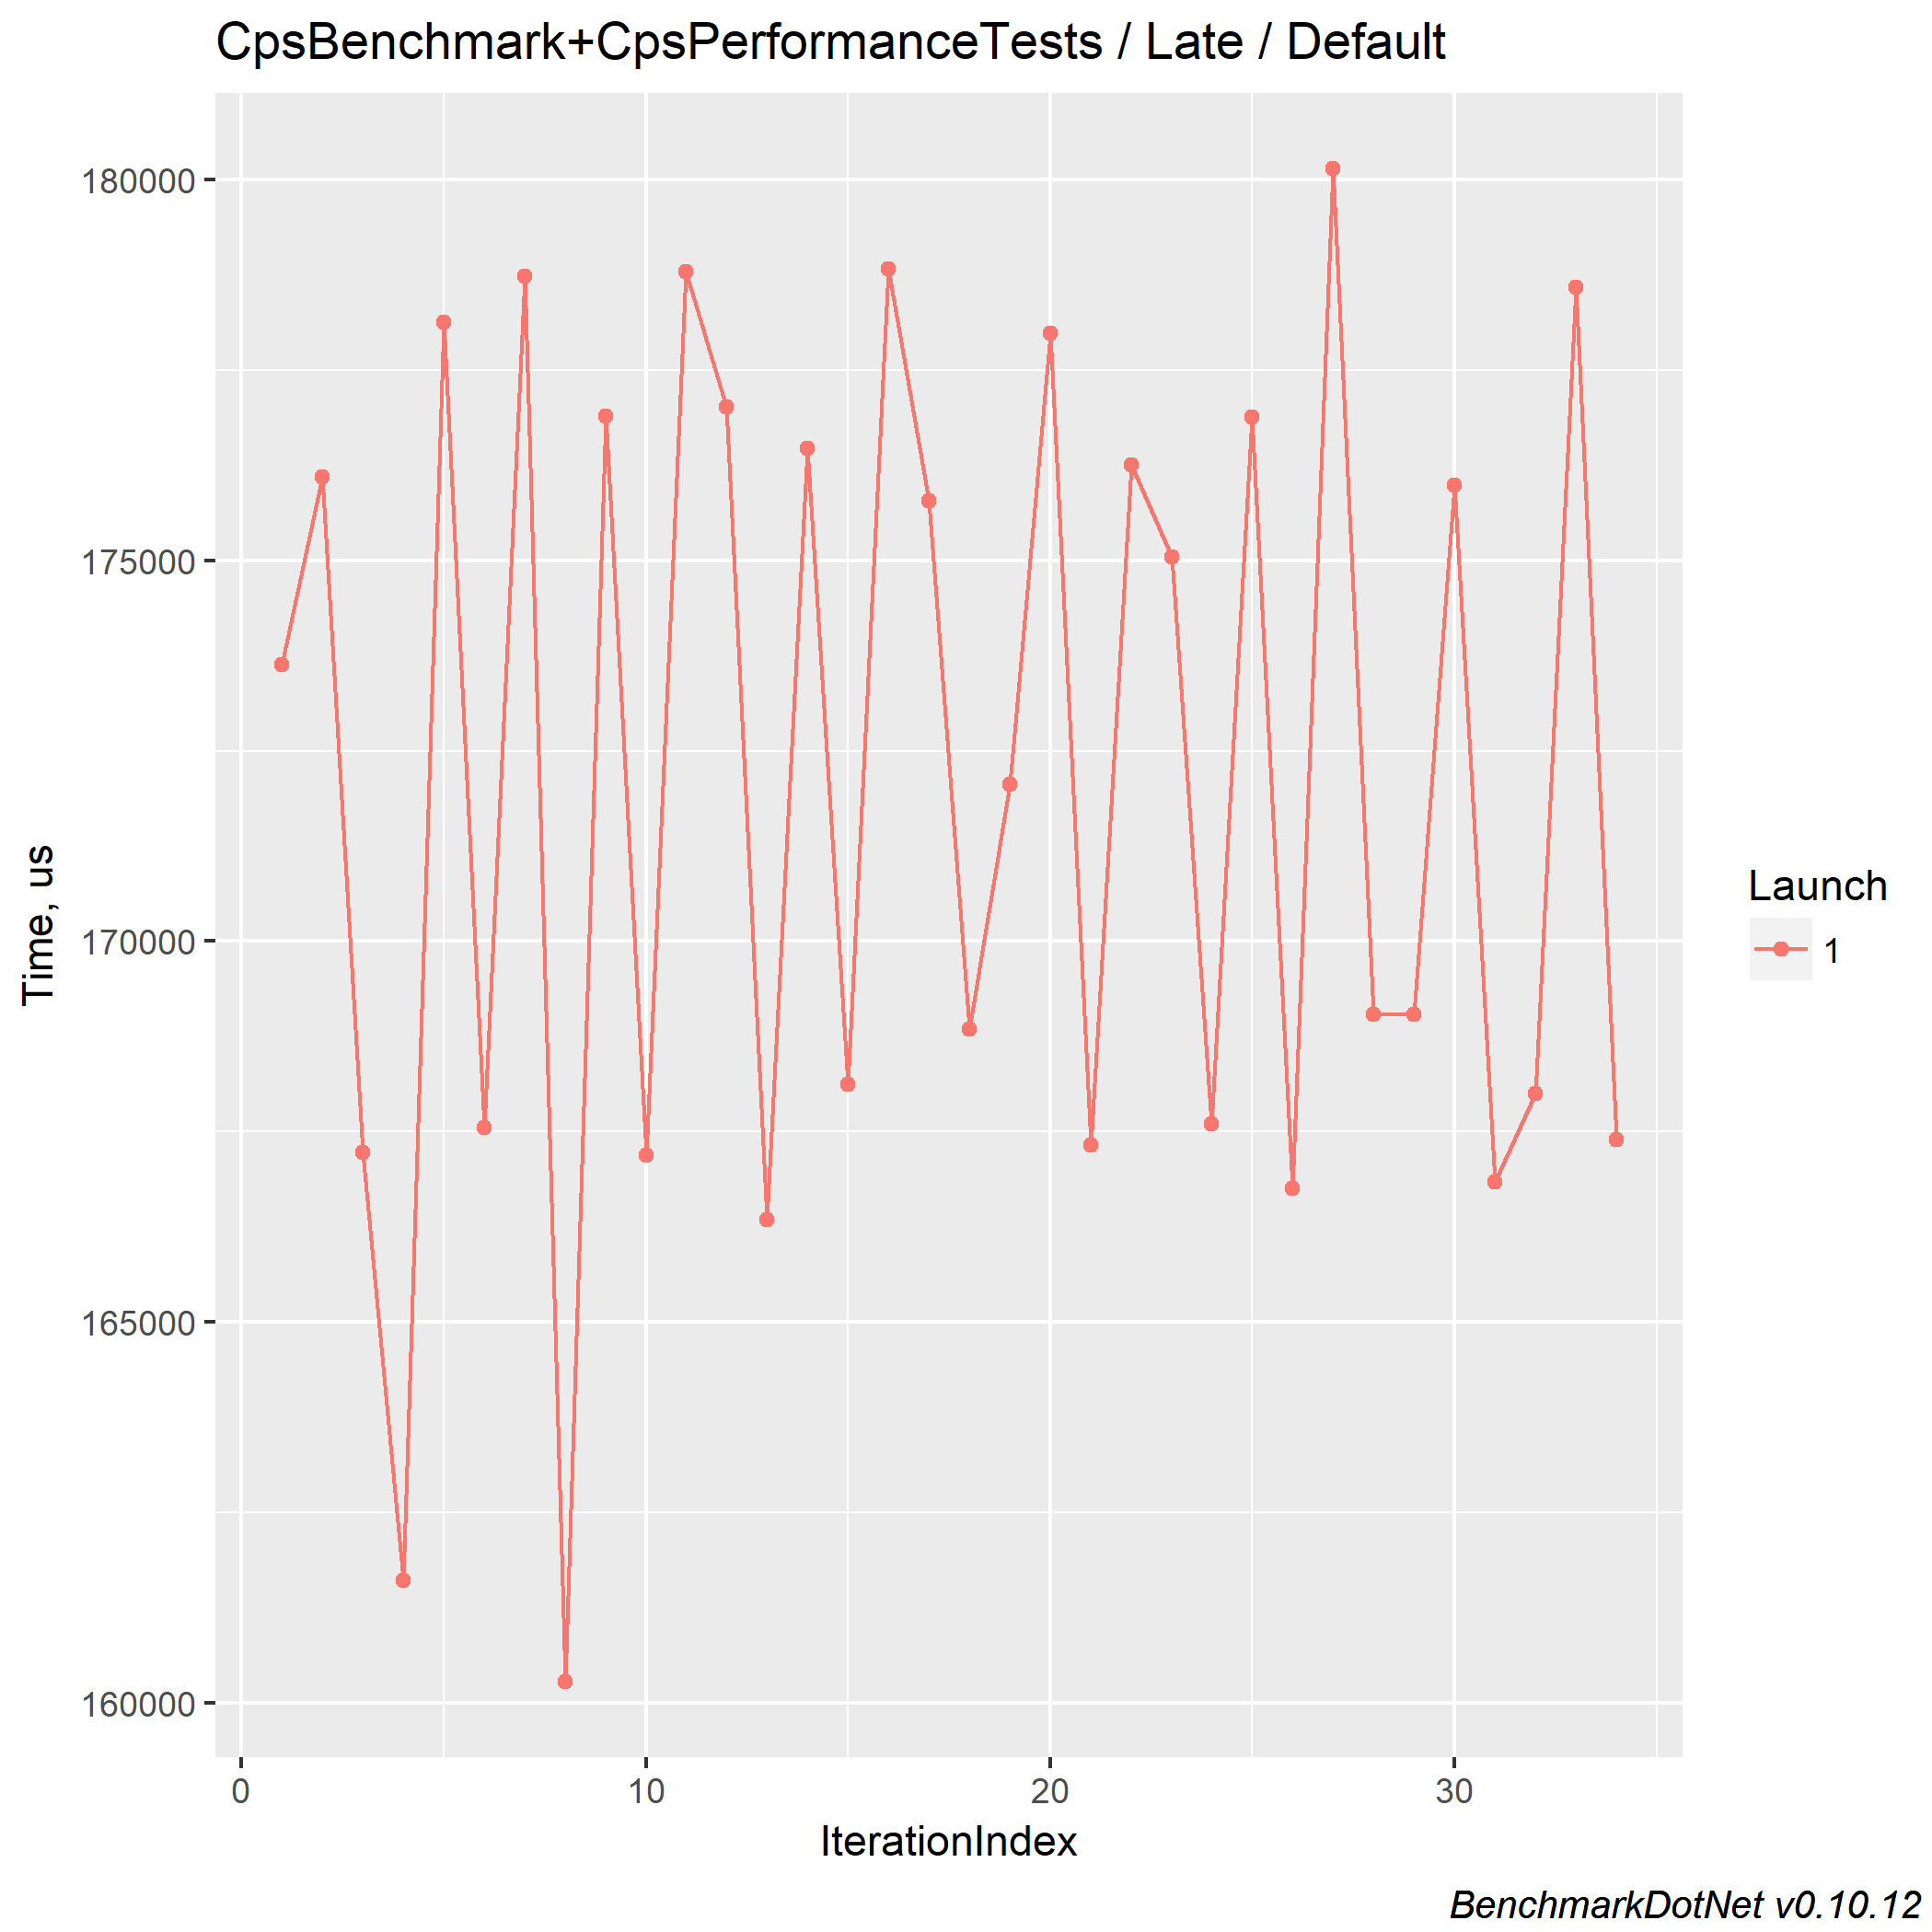 CpsBenchmark+CpsPerformanceTests / Late / Default
180000
175000
170000
165000
160000
Time, us
0 10 20 30
IterationIndex
Launch
1
BenchmarkDotNet v0.10.12